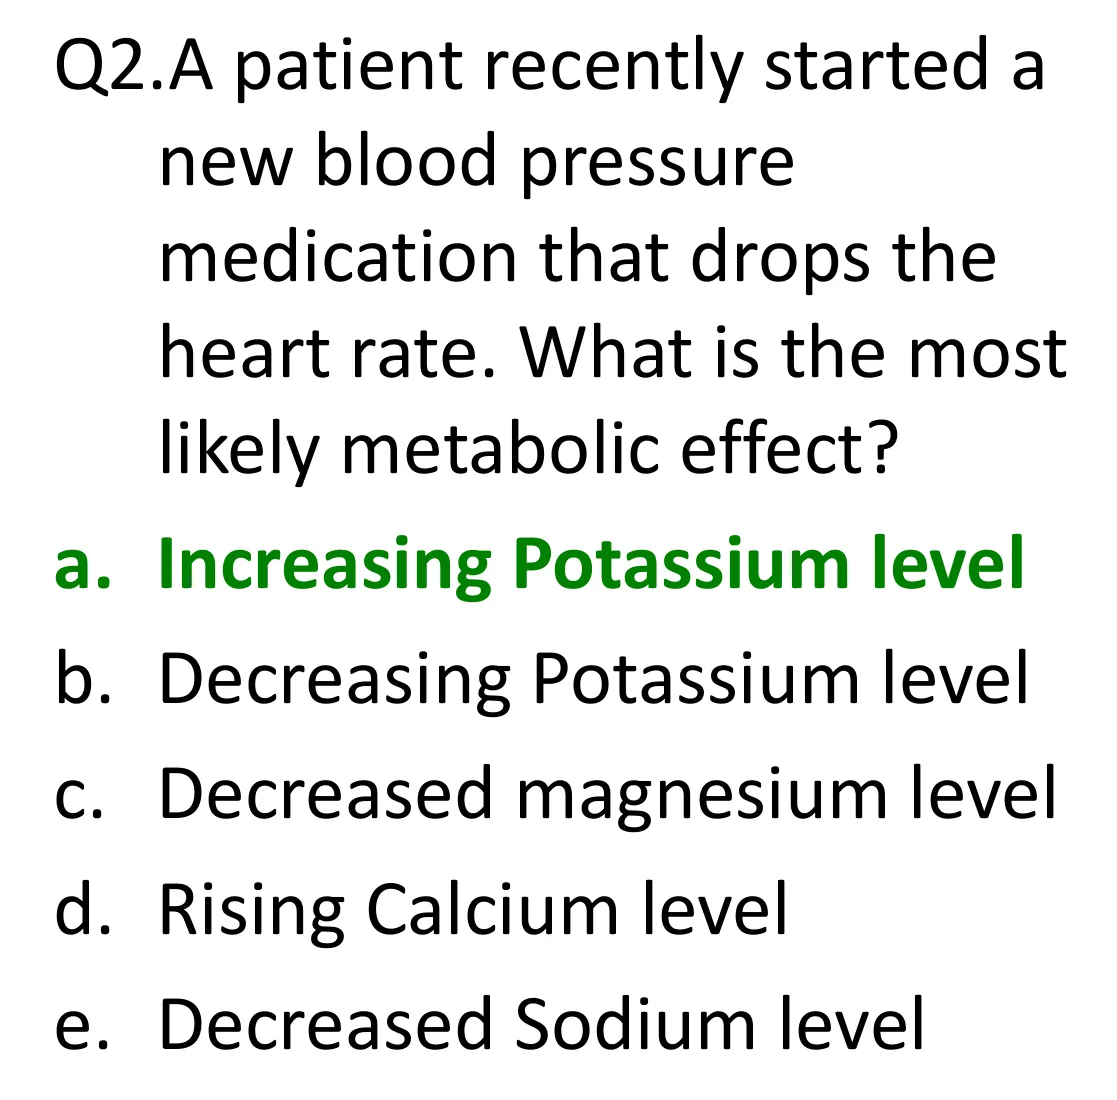 Q2.A patient recently started a
new blood pressure
medication that drops the
heart rate. What is the most
likely metabolic effect?
a. Increasing Potassium level
b. Decreasing Potassium level
c. Decreased magnesium level
d. Rising Calcium level
e. Decreased Sodium level